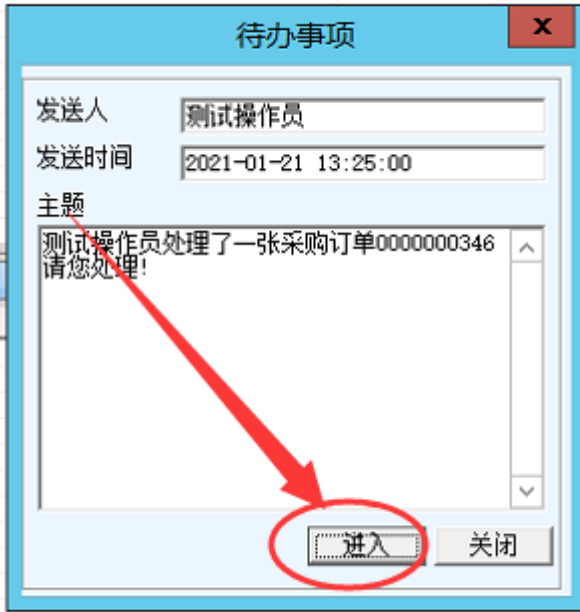 待办事项
x
发送人
测试操作员
发送时间
2021-01-21 13:25:00
主题
测试操作员处理了一张采购订单0000000346
请您处理!
进入
关闭